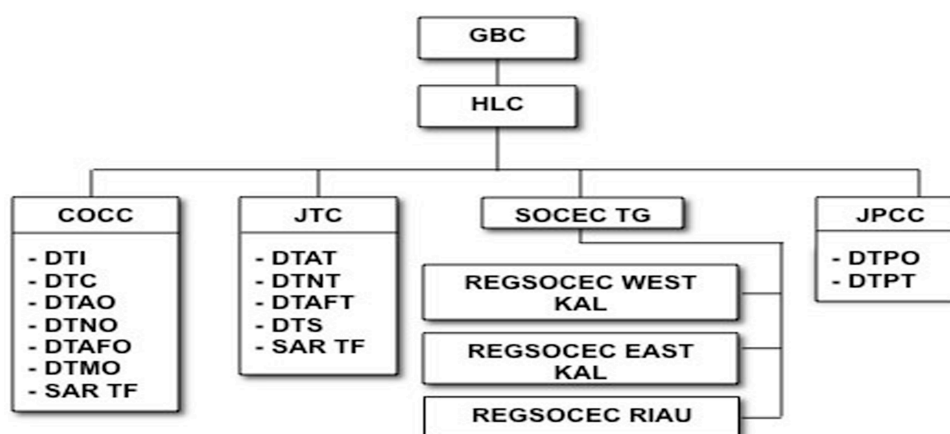 GBC
HLC
COCC
- DTI
- DTC
- DTAO
- DTNO
- DTAFO
- DTMO
- SAR TF
JTC
- DTAT
- DTNT
- DTAFT
- DTS
- SAR TF
SOCEC TG
REGSOCEC WEST
KAL
REGSOCEC EAST
KAL
REGSOCEC RIAU
JPCC
- DTPO
- DTPT